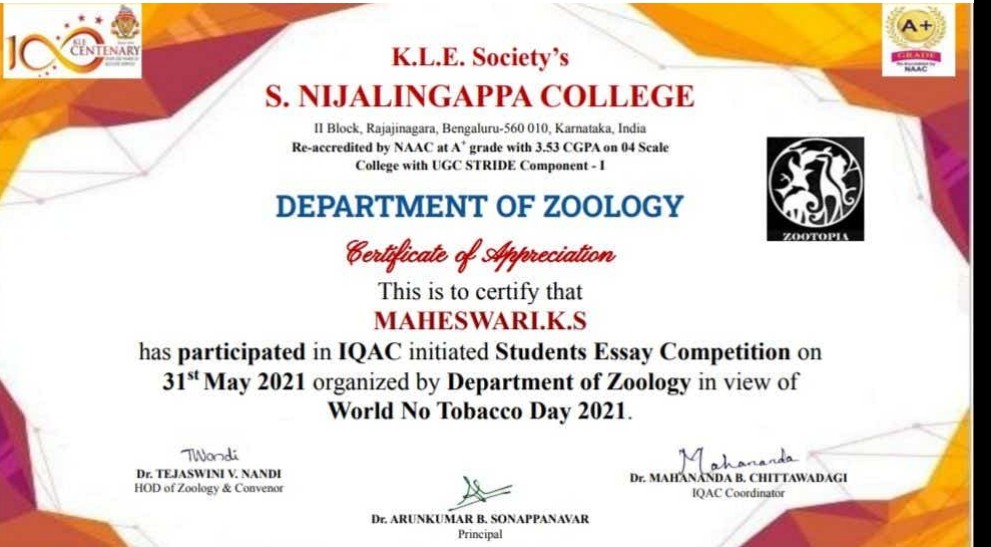 KLE
CENTENARY
A+
GRADE
Re-Accredited by
NAAC
K.L.E. Society’s
S. NIJALINGAPPA COLLEGE
II Block, Rajajinagara, Bengaluru-560 010, Karnataka, India
Re-accredited by NAAC at A+ grade with 3.53 CGPA on 04 Scale
College with UGC STRIDE Component - I
DEPARTMENT OF ZOOLOGY
ZOOTOPIA
Certificate of Appreciation
This is to certify that
MAHESWARI.K.S
has participated in IQAC initiated Students Essay Competition on
31st May 2021 organized by Department of Zoology in view of
World No Tobacco Day 2021.
TNandi
Dr. TEJASWINI V. NANDI
HOD of Zoology & Convenor
Mahananda
Dr. MAHANANDA B. CHITTAWADAGI
IQAC Coordinator
Dr. ARUNKUMAR B. SONAPPANAVAR
Principal